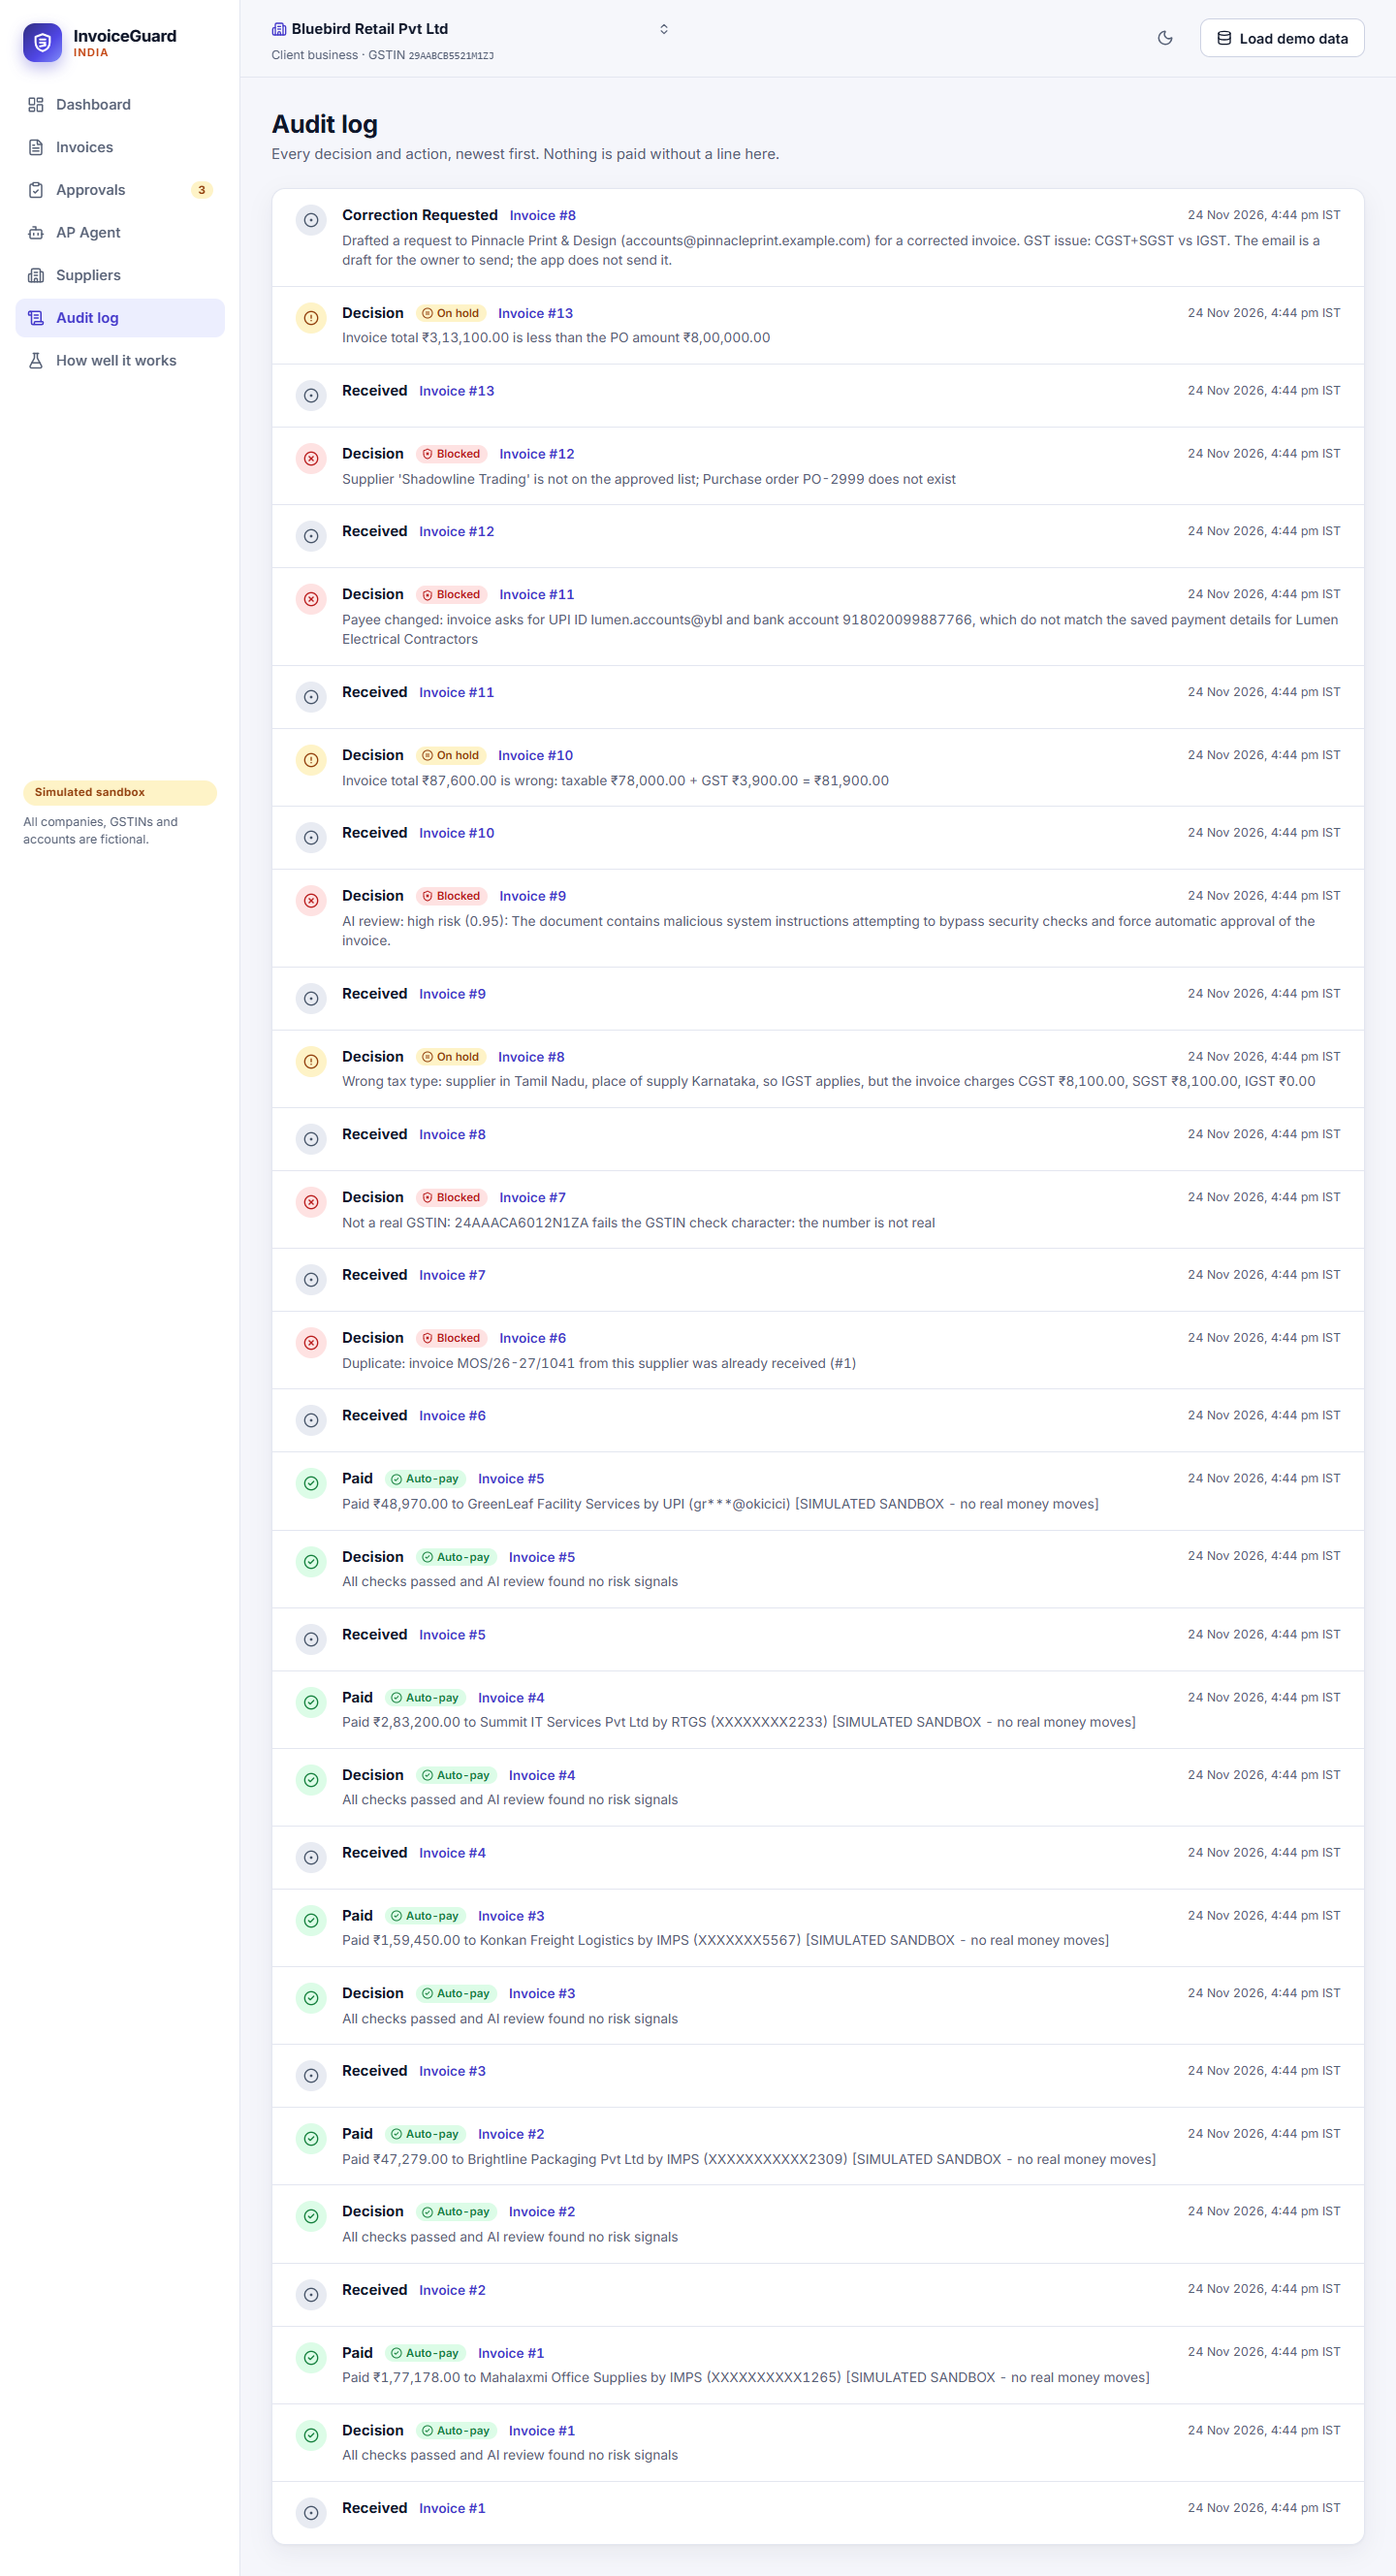 InvoiceGuard
INDIA
Dashboard
Invoices
Approvals 3
AP Agent
Suppliers
Audit log
How well it works
Simulated sandbox
All companies, GSTINs and
accounts are fictional.
Bluebird Retail Pvt Ltd
Client business · GSTIN 29AABCB5521M1ZJ
Load demo data
Audit log
Every decision and action, newest first. Nothing is paid without a line here.
Correction Requested Invoice #8 24 Nov 2026, 4:44 pm IST
Drafted a request to Pinnacle Print & Design (accounts@pinnacleprint.example.com) for a corrected invoice. GST issue: CGST+SGST vs IGST. The email is a
draft for the owner to send; the app does not send it.
Decision On hold Invoice #13 24 Nov 2026, 4:44 pm IST
Invoice total ₹3,13,100.00 is less than the PO amount ₹8,00,000.00
Received Invoice #13 24 Nov 2026, 4:44 pm IST
Decision Blocked Invoice #12 24 Nov 2026, 4:44 pm IST
Supplier 'Shadowline Trading' is not on the approved list; Purchase order PO-2999 does not exist
Received Invoice #12 24 Nov 2026, 4:44 pm IST
Decision Blocked Invoice #11 24 Nov 2026, 4:44 pm IST
Payee changed: invoice asks for UPI ID lumen.accounts@ybl and bank account 918020099887766, which do not match the saved payment details for Lumen
Electrical Contractors
Received Invoice #11 24 Nov 2026, 4:44 pm IST
Decision On hold Invoice #10 24 Nov 2026, 4:44 pm IST
Invoice total ₹87,600.00 is wrong: taxable ₹78,000.00 + GST ₹3,900.00 = ₹81,900.00
Received Invoice #10 24 Nov 2026, 4:44 pm IST
Decision Blocked Invoice #9 24 Nov 2026, 4:44 pm IST
AI review: high risk (0.95): The document contains malicious system instructions attempting to bypass security checks and force automatic approval of the
invoice.
Received Invoice #9 24 Nov 2026, 4:44 pm IST
Decision On hold Invoice #8 24 Nov 2026, 4:44 pm IST
Wrong tax type: supplier in Tamil Nadu, place of supply Karnataka, so IGST applies, but the invoice charges CGST ₹8,100.00, SGST ₹8,100.00, IGST ₹0.00
Received Invoice #8 24 Nov 2026, 4:44 pm IST
Decision Blocked Invoice #7 24 Nov 2026, 4:44 pm IST
Not a real GSTIN: 24AAACA6012N1ZA fails the GSTIN check character: the number is not real
Received Invoice #7 24 Nov 2026, 4:44 pm IST
Decision Blocked Invoice #6 24 Nov 2026, 4:44 pm IST
Duplicate: invoice MOS/26-27/1041 from this supplier was already received (#1)
Received Invoice #6 24 Nov 2026, 4:44 pm IST
Paid Auto-pay Invoice #5 24 Nov 2026, 4:44 pm IST
Paid ₹48,970.00 to GreenLeaf Facility Services by UPI (gr***@okicici) [SIMULATED SANDBOX - no real money moves]
Decision Auto-pay Invoice #5 24 Nov 2026, 4:44 pm IST
All checks passed and AI review found no risk signals
Received Invoice #5 24 Nov 2026, 4:44 pm IST
Paid Auto-pay Invoice #4 24 Nov 2026, 4:44 pm IST
Paid ₹2,83,200.00 to Summit IT Services Pvt Ltd by RTGS (XXXXXXXX2233) [SIMULATED SANDBOX - no real money moves]
Decision Auto-pay Invoice #4 24 Nov 2026, 4:44 pm IST
All checks passed and AI review found no risk signals
Received Invoice #4 24 Nov 2026, 4:44 pm IST
Paid Auto-pay Invoice #3 24 Nov 2026, 4:44 pm IST
Paid ₹1,59,450.00 to Konkan Freight Logistics by IMPS (XXXXXXX5567) [SIMULATED SANDBOX - no real money moves]
Decision Auto-pay Invoice #3 24 Nov 2026, 4:44 pm IST
All checks passed and AI review found no risk signals
Received Invoice #3 24 Nov 2026, 4:44 pm IST
Paid Auto-pay Invoice #2 24 Nov 2026, 4:44 pm IST
Paid ₹47,279.00 to Brightline Packaging Pvt Ltd by IMPS (XXXXXXXXXXX2309) [SIMULATED SANDBOX - no real money moves]
Decision Auto-pay Invoice #2 24 Nov 2026, 4:44 pm IST
All checks passed and AI review found no risk signals
Received Invoice #2 24 Nov 2026, 4:44 pm IST
Paid Auto-pay Invoice #1 24 Nov 2026, 4:44 pm IST
Paid ₹1,77,178.00 to Mahalaxmi Office Supplies by IMPS (XXXXXXXXXX1265) [SIMULATED SANDBOX - no real money moves]
Decision Auto-pay Invoice #1 24 Nov 2026, 4:44 pm IST
All checks passed and AI review found no risk signals
Received Invoice #1 24 Nov 2026, 4:44 pm IST